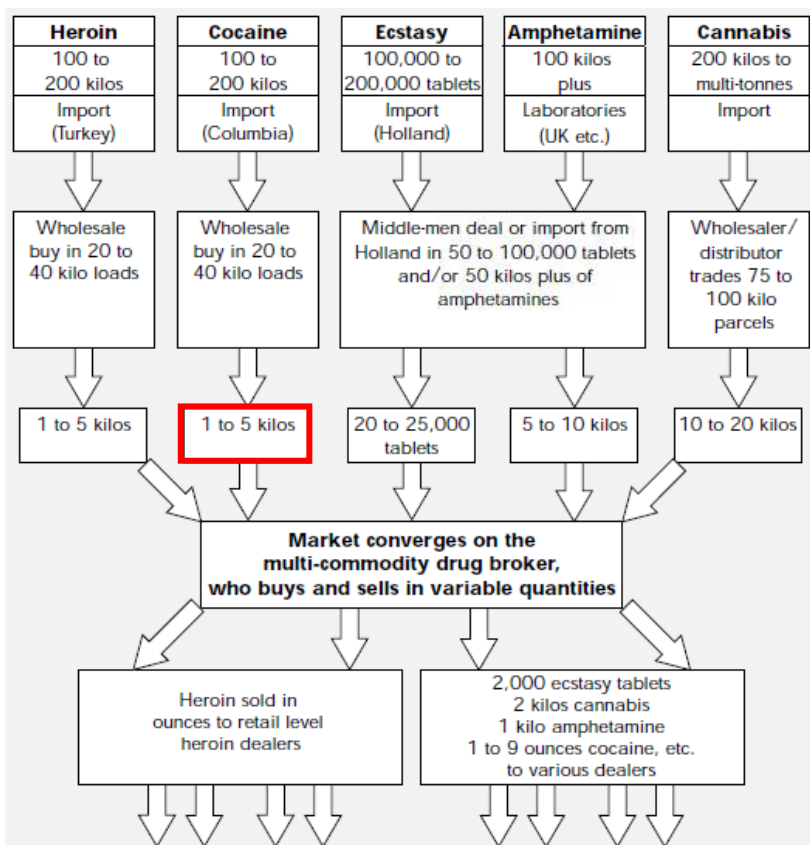 Heroin
100 to
200 kilos
Import
(Turkey)
Cocaine
100 to
200 kilos
Import
(Columbia)
Ecstasy
100,000 to
200,000 tablets
Import
(Holland)
Amphetamine
100 kilos
plus
Laboratories
(UK etc.)
Cannabis
200 kilos to
multi-tonnes
Import
Wholesale
buy in 20 to
40 kilo loads
Wholesale
buy in 20 to
40 kilo loads
Middle-men deal or import from
Holland in 50 to 100,000 tablets
and/or 50 kilos plus of
amphetamines
Wholesaler/
distributor
trades 75 to
100 kilo
parcels
1 to 5 kilos
1 to 5 kilos
20 to 25,000
tablets
5 to 10 kilos
10 to 20 kilos
Market converges on the
multi-commodity drug broker,
who buys and sells in variable quantities
Heroin sold in
ounces to retail level
heroin dealers
2,000 ecstasy tablets
2 kilos cannabis
1 kilo amphetamine
1 to 9 ounces cocaine, etc.
to various dealers